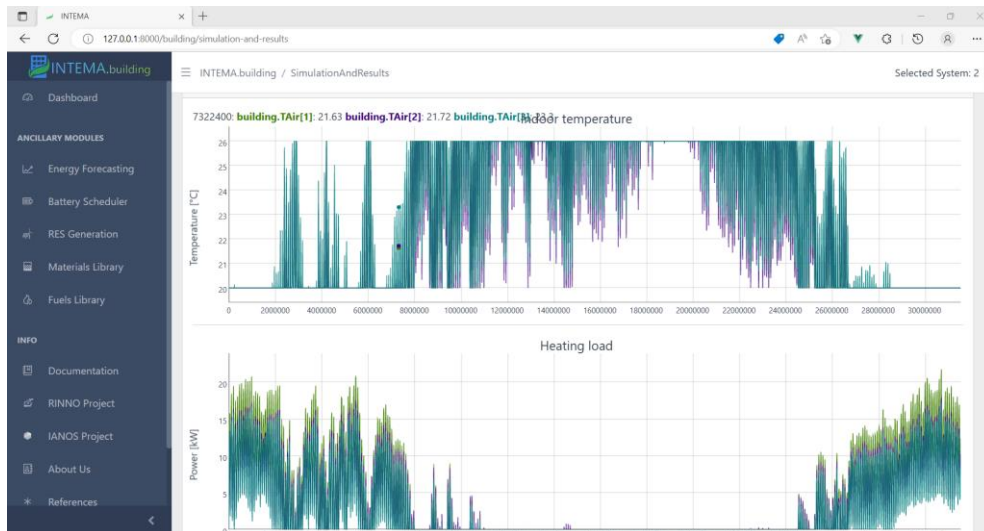 INTEMA
127.0.0.1:8000/building/simulation-and-results
INTEMA.building
INTEMA.building / SimulationAndResults
Selected System: 2
Dashboard
ANCILLARY MODULES
Energy Forecasting
Battery Scheduler
RES Generation
Materials Library
Fuels Library
INFO
Documentation
RINNO Project
IANOS Project
About Us
References
7322400: building.TAir[1]: 21.63 building.TAir[2]: 21.72 building.TAir[3]:
Indoor temperature
Temperature [°C]
26
25
24
23
22
21
20
0 2000000 4000000 6000000 8000000 10000000 12000000 14000000 16000000 18000000 20000000 22000000 24000000 26000000 28000000 30000000
Heating load
Power [kW]
20
15
10
5
0